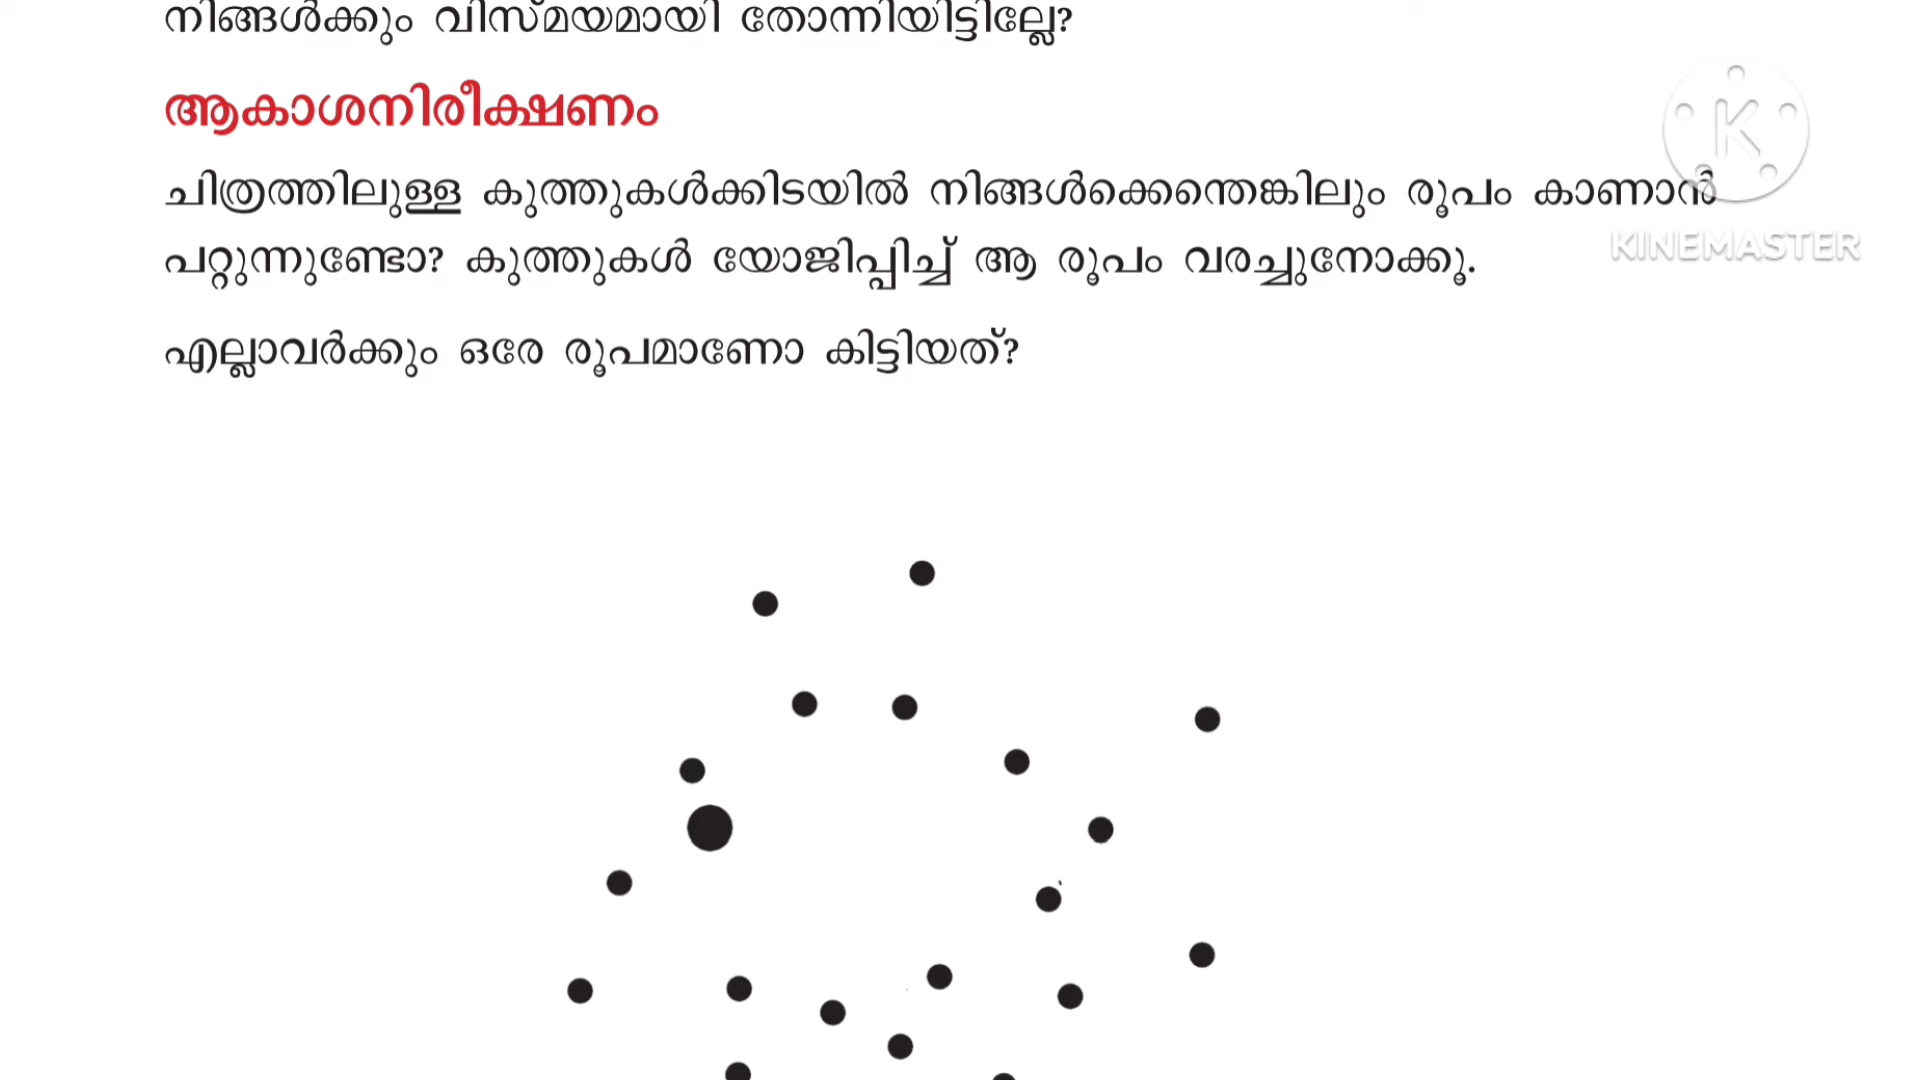 നിങ്ങൾക്കും വിസ്മയമായി തോന്നിയിട്ടില്ലേ?
ആകാശനിരീക്ഷണം
ചിത്രത്തിലുള്ള കുത്തുകൾക്കിടയിൽ നിങ്ങൾക്കെന്തെങ്കിലും രൂപം കാണാൻ
പറ്റുന്നുണ്ടോ? കുത്തുകൾ യോജിപ്പിച്ച് ആ രൂപം വരച്ചുനോക്കൂ.
എല്ലാവർക്കും ഒരേ രൂപമാണോ കിട്ടിയത്?
K
KINEMASTER